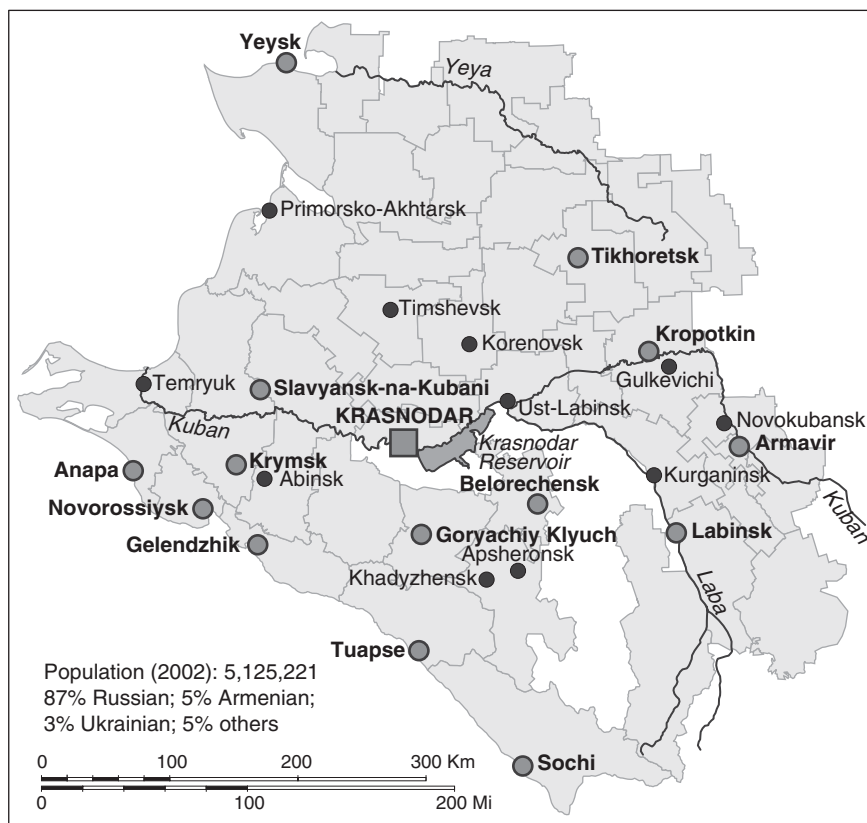 Yeysk
Yeya
Primorsko-Akhtarsk
Tikhoretsk
Timshevsk
Korenovsk
Kropotkin
Gulkevichi
Temryuk
Slavyansk-na-Kubani
Ust-Labinsk
KRASNODAR
Kuban
Novokubansk
Krasnodar
Reservoir
Armavir
Anapa
Krymsk
Abinsk
Belorechensk
Kurganinsk
Kuban
Novorossiysk
Goryachiy Klyuch
Labinsk
Gelendzhik
Apsheronsk
Khadyzhensk
Laba
Tuapse
Population (2002): 5,125,221
87% Russian; 5% Armenian;
3% Ukrainian; 5% others
Sochi
0 100 200 300 Km
0 100 200 Mi